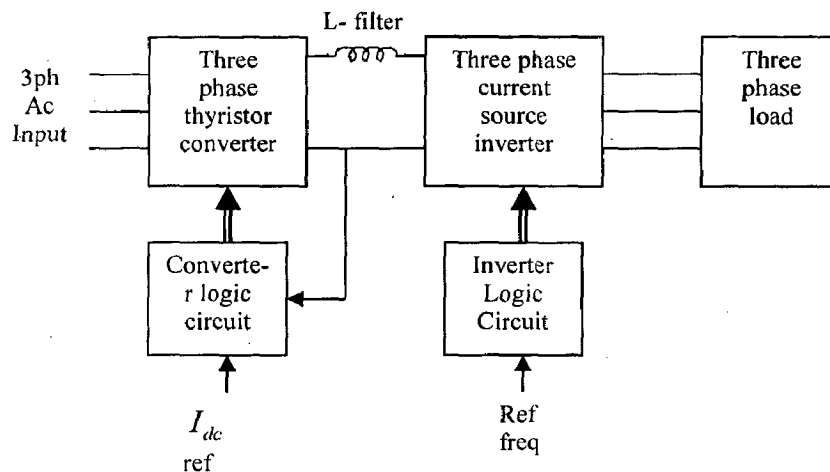 L- filter
3ph
Ac
Input
Three
phase
thyristor
converter
Three phase
current
source
inverter
Three
phase
load
Converte-
r logic
circuit
Inverter
Logic
Circuit
I_dc
ref
Ref
freq